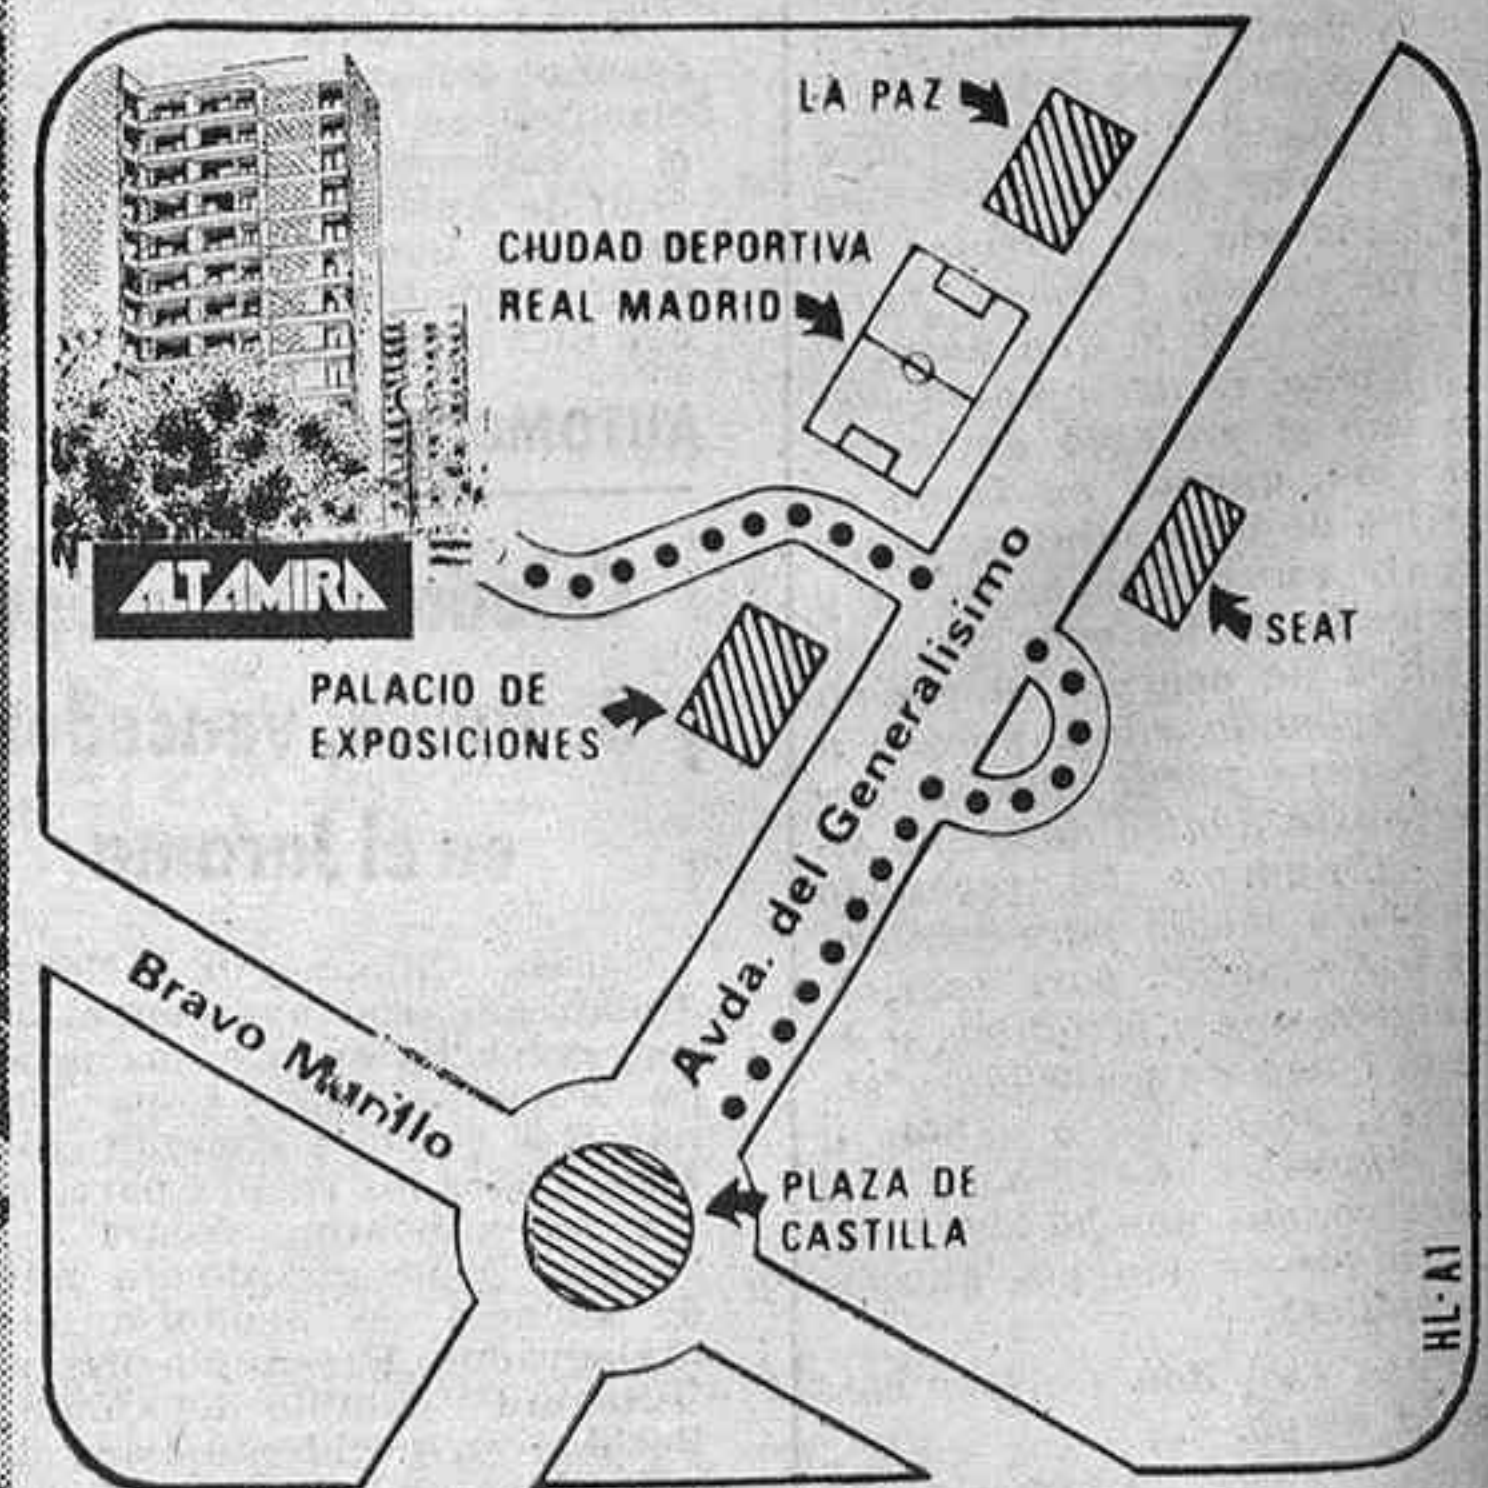 LA PAZ
CIUDAD DEPORTIVA
REAL MADRID
ALTAMIRA
SEAT
PALACIO DE
EXPOSICIONES
Avda. del Generalisimo
Bravo Murillo
PLAZA DE
CASTILLA
HL-A1